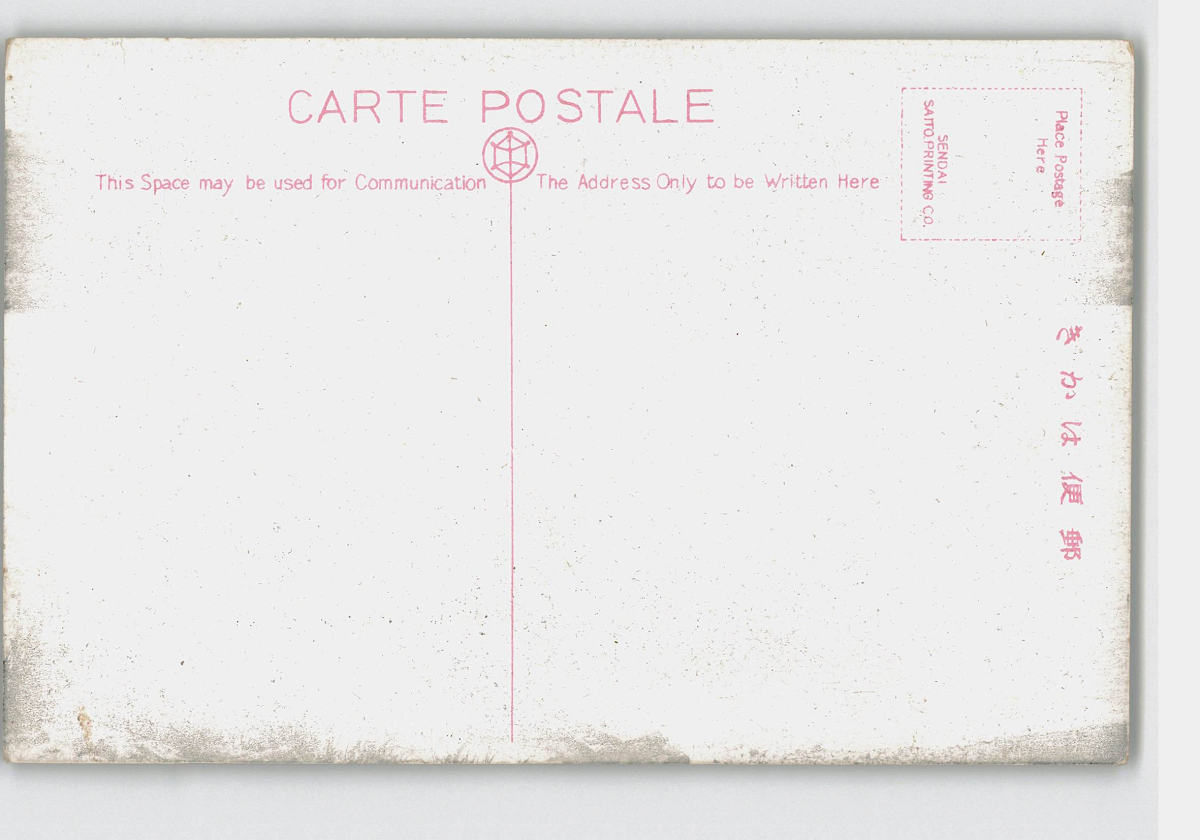 CARTE POSTALE
This Space may be used for Communication
The Address Only to be Written Here
Place Postage
Here
SENDAI
SAITO.PRINTING CO.
郵便はかき